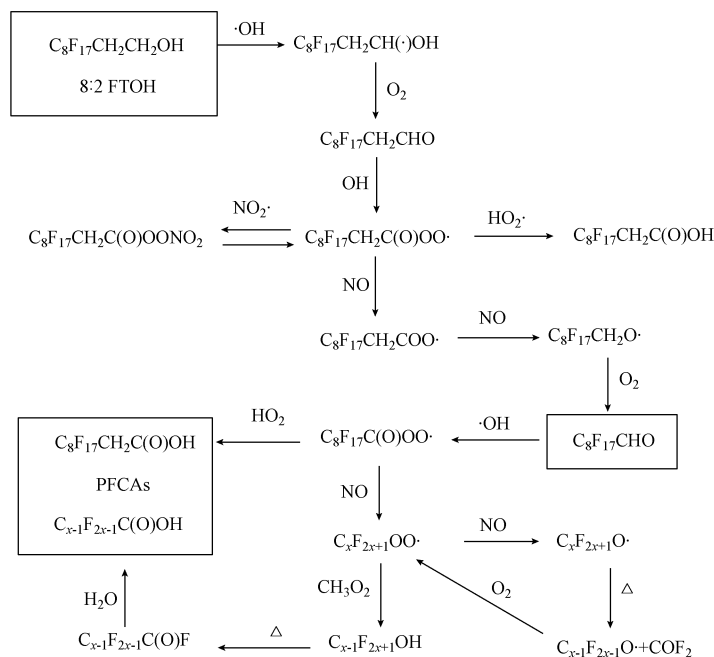 C₈F₁₇CH₂CH₂OH
8:2 FTOH
·OH
C₈F₁₇CH₂CH(·)OH
O₂
C₈F₁₇CH₂CHO
OH
C₈F₁₇CH₂C(O)OONO₂
NO₂·
C₈F₁₇CH₂C(O)OO·
HO₂·
C₈F₁₇CH₂C(O)OH
NO
C₈F₁₇CH₂COO·
NO
C₈F₁₇CH₂O·
O₂
C₈F₁₇CH₂C(O)OH
PFCAs
Cₓ₋₁F₂ₓ₋₁C(O)OH
HO₂
C₈F₁₇C(O)OO·
·OH
C₈F₁₇CHO
NO
CₓF₂ₓ₊₁OO·
NO
CₓF₂ₓ₊₁O·
CH₃O₂
O₂
△
H₂O
Cₓ₋₁F₂ₓ₋₁C(O)F
△
Cₓ₋₁F₂ₓ₊₁OH
Cₓ₋₁F₂ₓ₋₁O·+COF₂